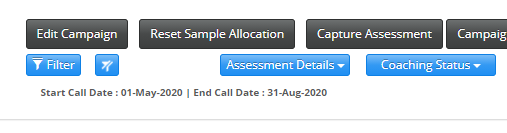 Edit Campaign Reset Sample Allocation Capture Assessment Campaig
Filter Assessment Details Coaching Status
Start Call Date : 01-May-2020 | End Call Date : 31-Aug-2020